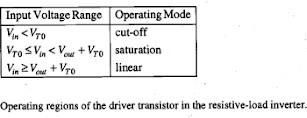 Input Voltage Range Operating Mode
V_in < V_T0 cut-off
V_T0 ≤ V_in < V_out + V_T0 saturation
V_in ≥ V_out + V_T0 linear
Operating regions of the driver transistor in the resistive-load inverter.